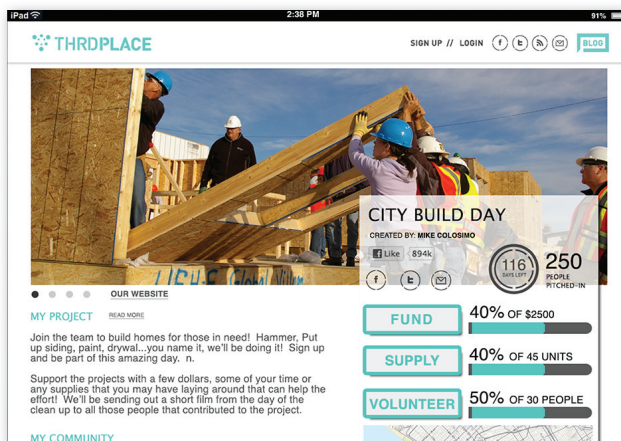 iPad 2:38 PM 91%
THRDPLACE SIGN UP // LOGIN BLOG
CITY BUILD DAY
CREATED BY: MIKE COLOSIMO
Like 894k
116 DAYS LEFT
250 PEOPLE PITCHED-IN
OUR WEBSITE
MY PROJECT READ MORE
Join the team to build homes for those in need! Hammer, Put
up siding, paint, drywal...you name it, we'll be doing it! Sign up
and be part of this amazing day. n.
Support the projects with a few dollars, some of your time or
any supplies that you may have laying around that can help the
effort! We'll be sending out a short film from the day of the
clean up to all those people that contributed to the project.
MY COMMUNITY
FUND 40% OF $2500
SUPPLY 40% OF 45 UNITS
VOLUNTEER 50% OF 30 PEOPLE